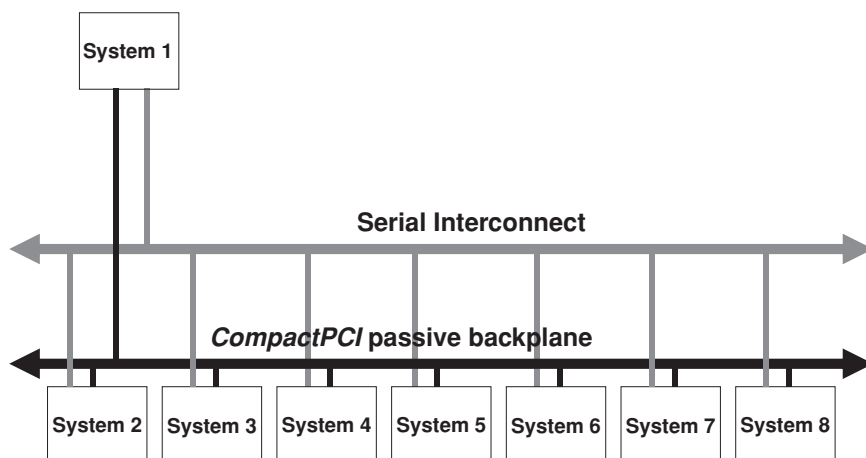 System 1
Serial Interconnect
CompactPCI passive backplane
System 2
System 3
System 4
System 5
System 6
System 7
System 8